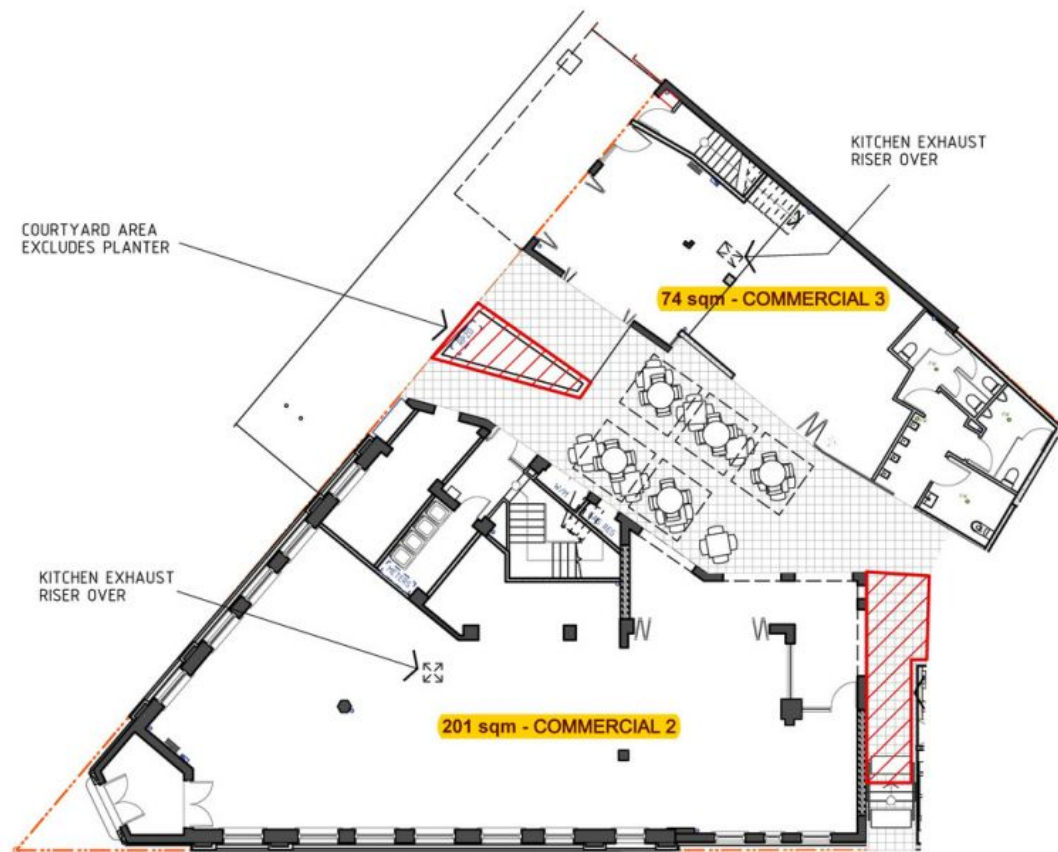 KITCHEN EXHAUST
RISER OVER
COURTYARD AREA
EXCLUDES PLANTER
74 sqm - COMMERCIAL 3
W/M
METERS
KITCHEN EXHAUST
RISER OVER
201 sqm - COMMERCIAL 2